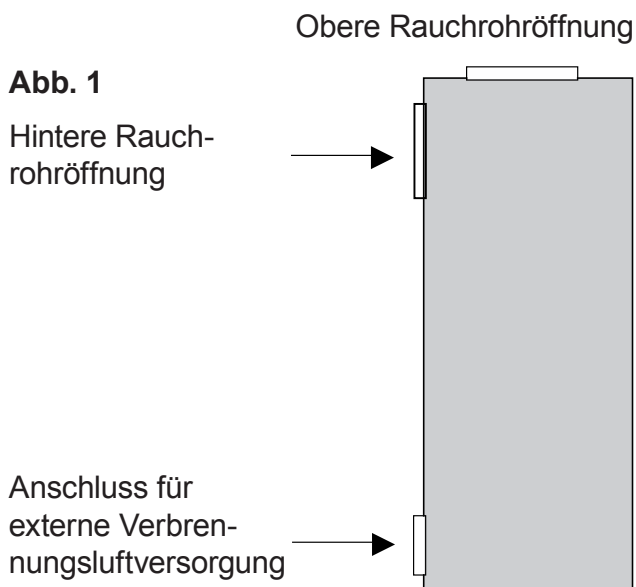 Obere Rauchrohröffnung
Abb. 1
Hintere Rauch-
rohröffnung
Anschluss für
externe Verbren-
nungsluftversorgung